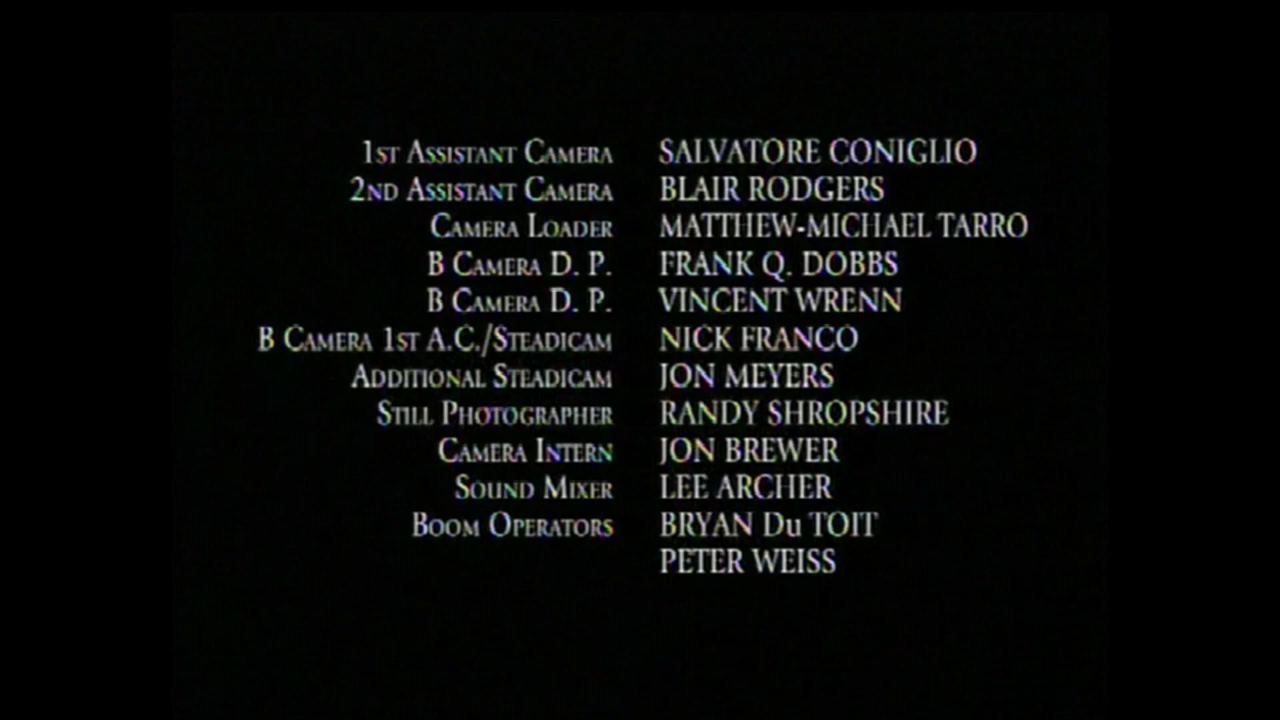 1st Assistant Camera SALVATORE CONIGLIO
2nd Assistant Camera BLAIR RODGERS
Camera Loader MATTHEW-MICHAEL TARRO
B Camera D. P. FRANK Q. DOBBS
B Camera D. P. VINCENT WRENN
B Camera 1st A.C./Steadicam NICK FRANCO
Additional Steadicam JON MEYERS
Still Photographer RANDY SHROPSHIRE
Camera Intern JON BREWER
Sound Mixer LEE ARCHER
Boom Operators BRYAN Du TOIT
PETER WEISS